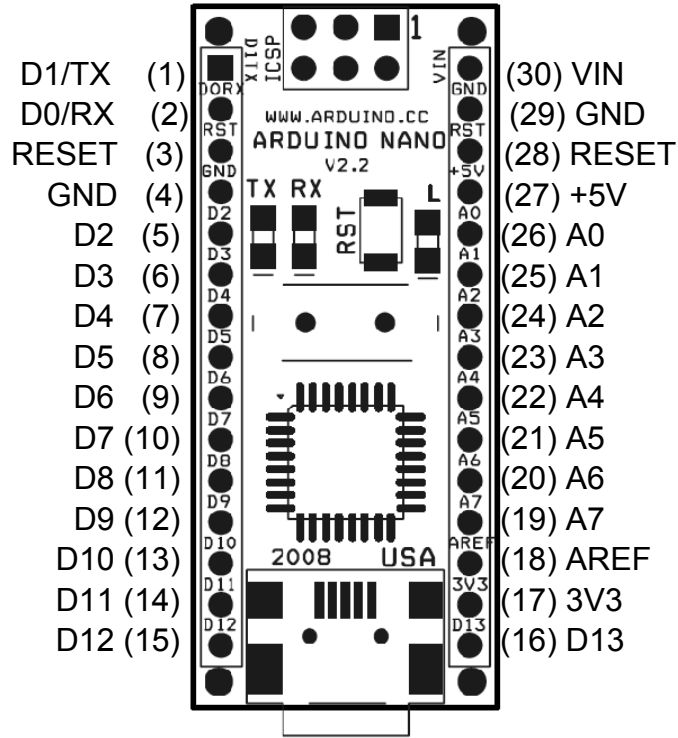 D1/TX (1)
D0/RX (2)
RESET (3)
GND (4)
D2 (5)
D3 (6)
D4 (7)
D5 (8)
D6 (9)
D7 (10)
D8 (11)
D9 (12)
D10 (13)
D11 (14)
D12 (15)
D1TX
ICSP
1
VIN
DORX
RST
GND
D2
D3
D4
D5
D6
D7
D8
D9
D10
D11
D12
WWW.ARDUINO.CC
ARDUINO NANO
V2.2
TX RX
RST
L
2008 USA
GND
RST
+5V
A0
A1
A2
A3
A4
A5
A6
A7
AREF
3V3
D13
(30) VIN
(29) GND
(28) RESET
(27) +5V
(26) A0
(25) A1
(24) A2
(23) A3
(22) A4
(21) A5
(20) A6
(19) A7
(18) AREF
(17) 3V3
(16) D13